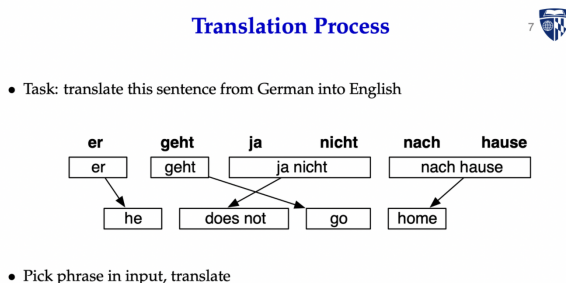 Translation Process
7
• Task: translate this sentence from German into English
er geht ja nicht nach hause
er geht ja nicht nach hause
he does not go home
• Pick phrase in input, translate